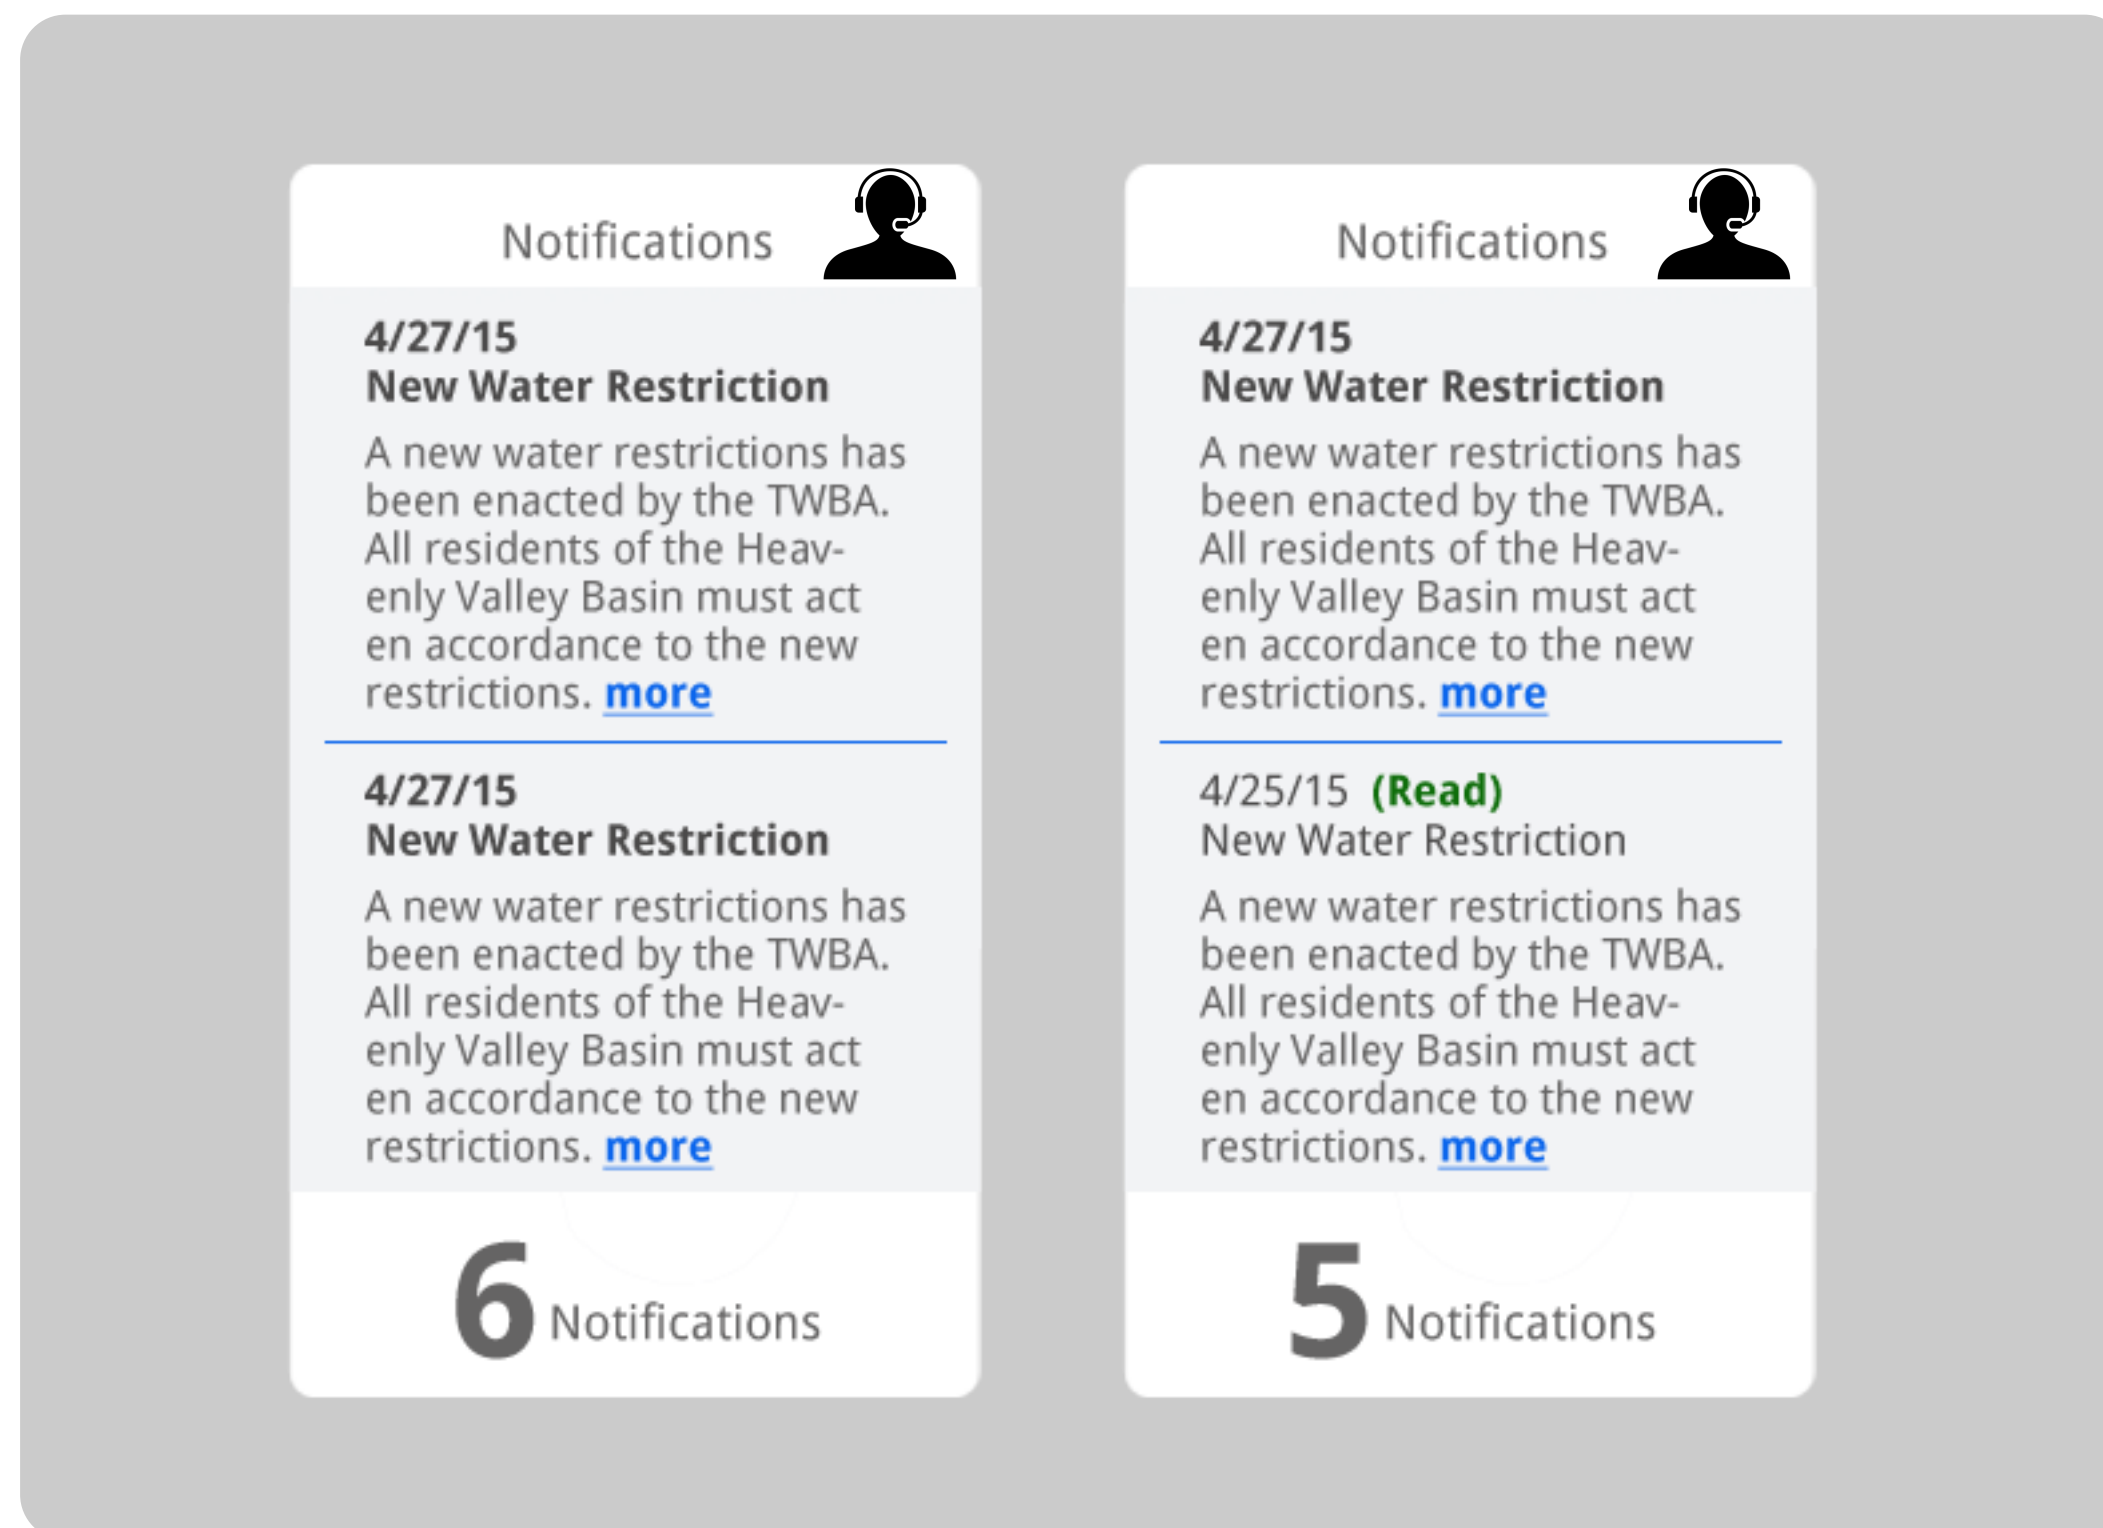 Notifications
4/27/15
New Water Restriction
A new water restrictions has
been enacted by the TWBA.
All residents of the Heav-
enly Valley Basin must act
en accordance to the new
restrictions. more
4/27/15
New Water Restriction
A new water restrictions has
been enacted by the TWBA.
All residents of the Heav-
enly Valley Basin must act
en accordance to the new
restrictions. more
6 Notifications
Notifications
4/27/15
New Water Restriction
A new water restrictions has
been enacted by the TWBA.
All residents of the Heav-
enly Valley Basin must act
en accordance to the new
restrictions. more
4/25/15 (Read)
New Water Restriction
A new water restrictions has
been enacted by the TWBA.
All residents of the Heav-
enly Valley Basin must act
en accordance to the new
restrictions. more
5 Notifications